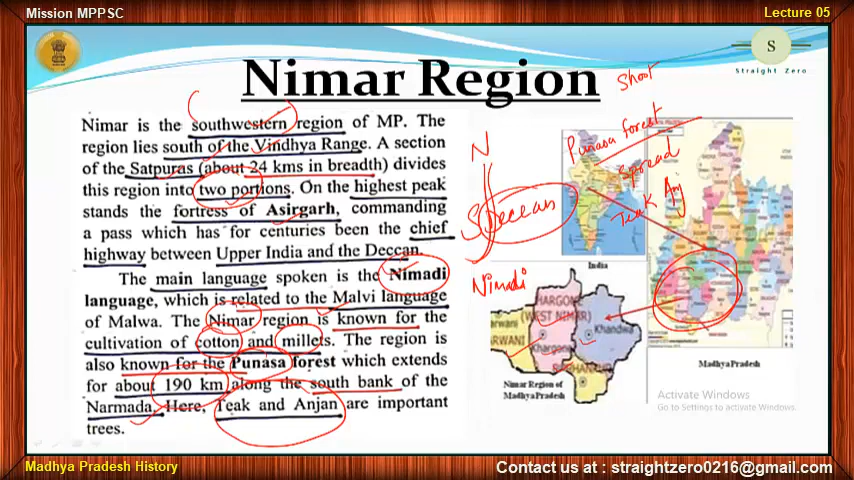 Mission MPPSC
Lecture 05
S
Straight Zero
Nimar Region
Nimar is the southwestern region of MP. The
region lies south of the Vindhya Range. A section
of the Satpuras (about 24 kms in breadth) divides
this region into two portions. On the highest peak
stands the fortress of Asirgarh, commanding
a pass which has for centuries been the chief
highway between Upper India and the Deccan.
The main language spoken is the Nimadi
language, which is related to the Malvi language
of Malwa. The Nimar region is known for the
cultivation of cotton and millets. The region is
also known for the Punasa forest which extends
for about 190 km along the south bank of the
Narmada. Here, Teak and Anjan are important
trees.
Shoot
Punasa forest
Spread
Teak Anj
N
S Deccan
Nimadi
India
HARGONE
(WEST NIMAR)
Khandwa
Khargone
Nimar Region of
Madhya Pradesh
Madhya Pradesh
Activate Windows
Go to Settings to activate Windows.
Madhya Pradesh History
Contact us at : straightzero0216@gmail.com